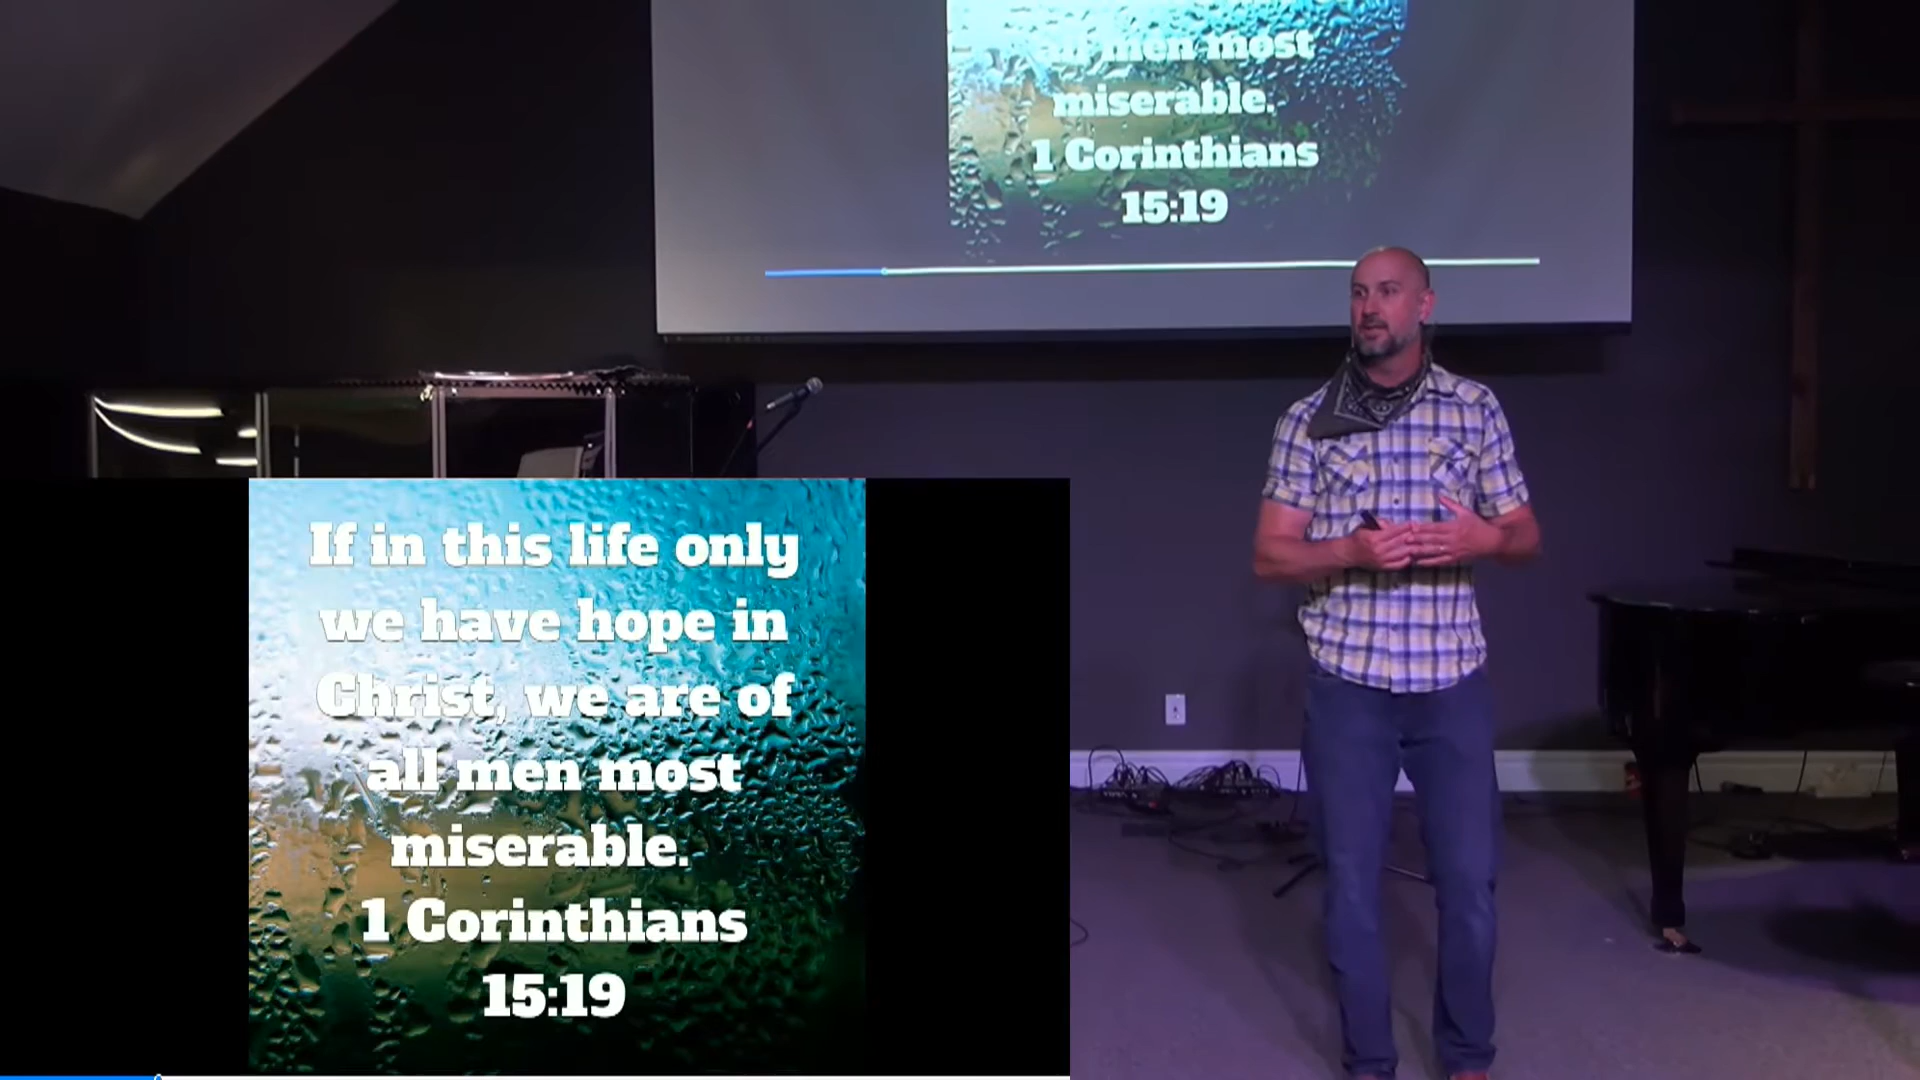 all men most
miserable.
1 Corinthians
15:19
If in this life only
we have hope in
Christ, we are of
all men most
miserable.
1 Corinthians
15:19